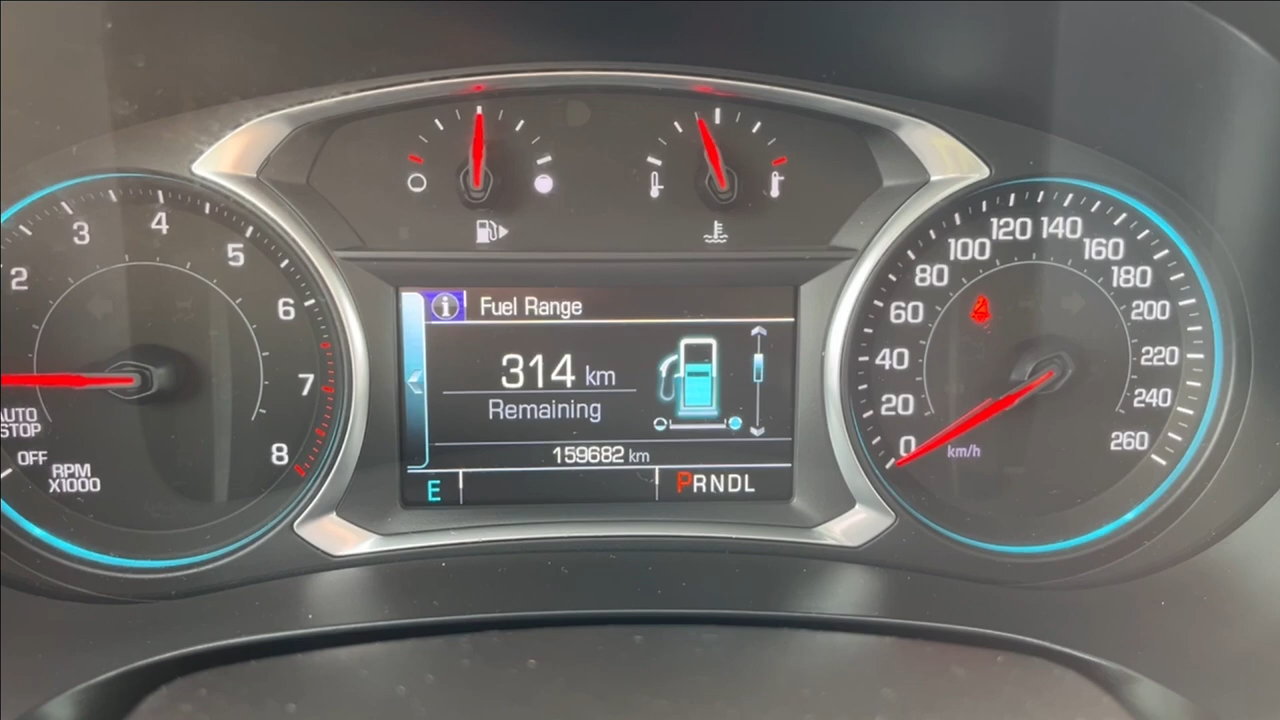 2
3
4
5
6
7
8
AUTO
STOP
OFF
RPM
X1000
i Fuel Range
314 km
Remaining
159682 km
E
PRNDL
0
20
40
60
80
100
120
140
160
180
200
220
240
260
km/h